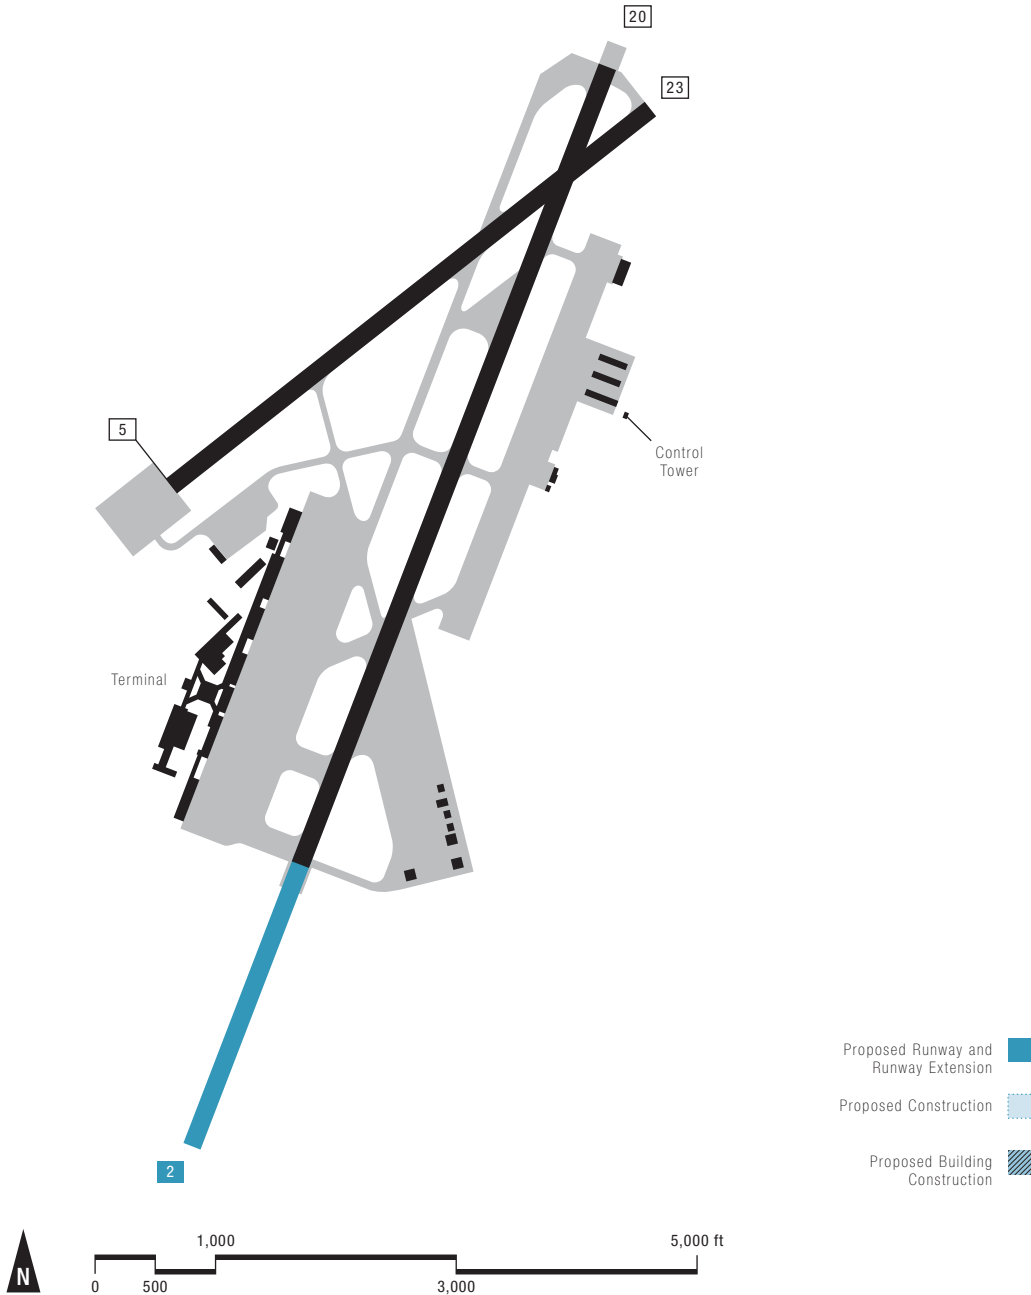 20
23
5
Control
Tower
Terminal
Proposed Runway and
Runway Extension
Proposed Construction
Proposed Building
Construction
2
N
1,000
5,000 ft
0
500
3,000